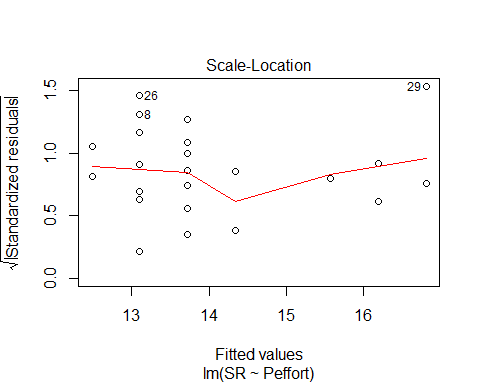 Scale-Location
√|Standardized residuals|
1.5
1.0
0.5
0.0
26
8
29
13
14
15
16
Fitted values
lm(SR ~ Peffort)